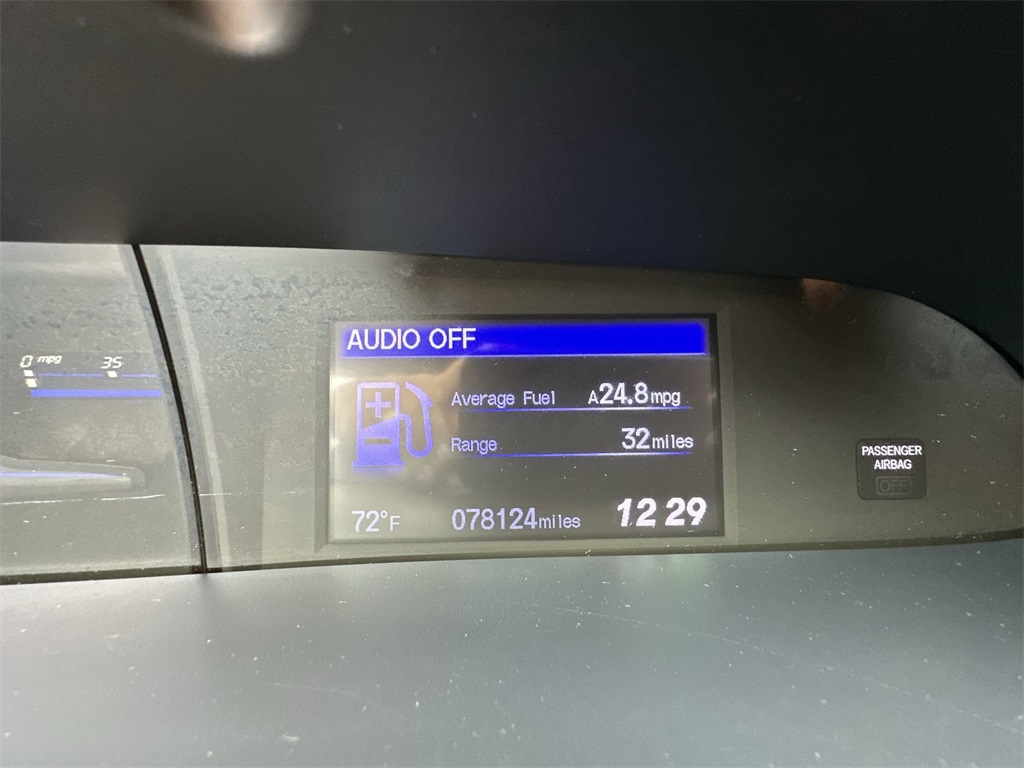 AUDIO OFF
0 mpg 35
Average Fuel A24.8mpg
Range 32miles
PASSENGER
AIRBAG
OFF
72°F 078124miles 12 29